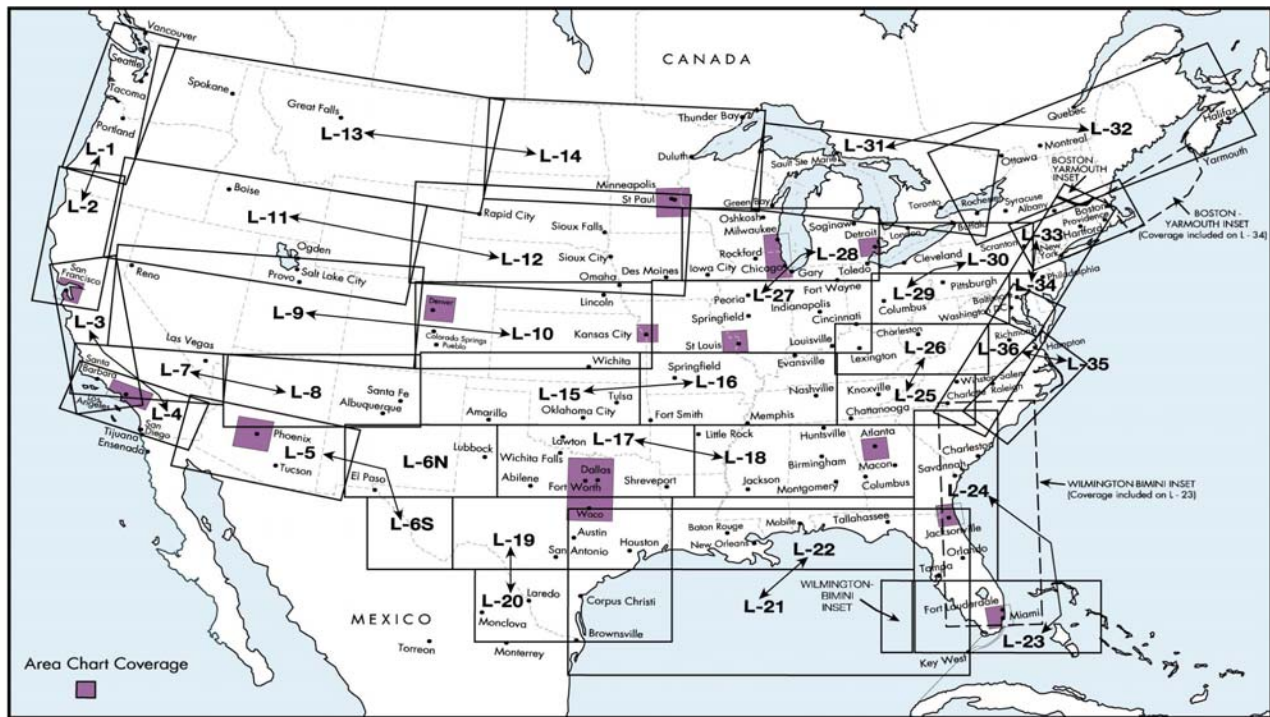 Vancouver
CANADA
Seattle
Tacoma
Portland
L-1
L-2
Spokane
Great Falls
L-13
L-14
Thunder Bay
Duluth
Sault Ste Marie
L-31
L-32
Quebec
Montreal
Ottawa
Halifax
Yarmouth
BOSTON
YARMOUTH
INSET
BOSTON -
YARMOUTH INSET
(Coverage included on L - 34)
Boise
L-11
L-12
Rapid City
Minneapolis
St Paul
Sioux Falls
Sioux City
Omaha
Des Moines
Green Bay
Oshkosh
Milwaukee
Rockford
Chicago
Iowa City
Saginaw
Detroit
London
L-28
Gary
Toledo
Toronto
Rochester
Buffalo
Syracuse
Albany
Boston
Providence
Hartford
L-33
New
York
Scranton
Cleveland
L-30
Philadelphia
L-34
Ogden
Salt Lake City
Provo
Reno
San
Francisco
L-3
L-9
L-10
Denver
Colorado Springs
Pueblo
Lincoln
Kansas City
Peoria
L-27
Fort Wayne
Indianapolis
Springfield
Cincinnati
St Louis
Louisville
Evansville
L-29
Columbus
Pittsburgh
Baltimore
Washington DC
Charleston
L-26
Lexington
Richmond
Hampton
L-36
L-35
Las Vegas
L-7
L-8
Santa
Barbara
Los
Angeles
L-4
San
Diego
Tijuana
Ensenada
Santa Fe
Albuquerque
Amarillo
Wichita
L-15
L-16
Springfield
Tulsa
Oklahoma City
Fort Smith
Nashville
Knoxville
L-25
Chattanooga
Memphis
Winston Salem
Charlotte
Raleigh
Phoenix
L-5
Tucson
El Paso
L-6N
Lubbock
Lawton
L-17
L-18
Wichita Falls
Abilene
Dallas
Fort Worth
Waco
Shreveport
Little Rock
Huntsville
Birmingham
Jackson
Montgomery
Atlanta
Macon
Columbus
Charleston
Savannah
L-24
WILMINGTON BIMINI INSET
(Coverage included on L - 23)
L-6S
L-19
Austin
San Antonio
Houston
Baton Rouge
New Orleans
Mobile
Tallahassee
Jacksonville
Orlando
Tampa
L-22
L-21
WILMINGTON-
BIMINI
INSET
Fort Lauderdale
Miami
L-23
Key West
L-20
Laredo
Monclova
Corpus Christi
Brownsville
Monterrey
Torreon
MEXICO
Area Chart Coverage